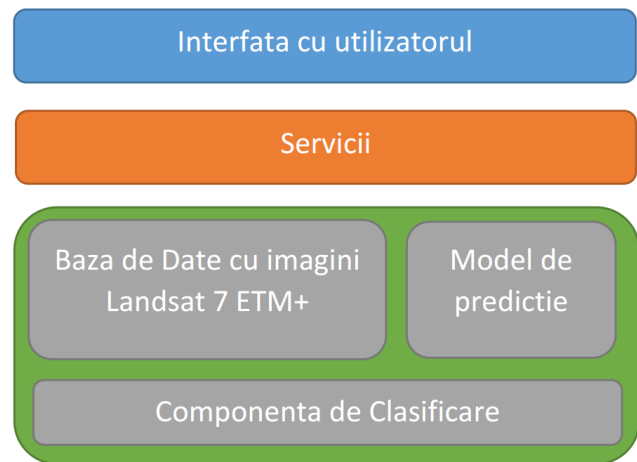 Interfata cu utilizatorul
Servicii
Baza de Date cu imagini
Landsat 7 ETM+
Model de
predictie
Componenta de Clasificare